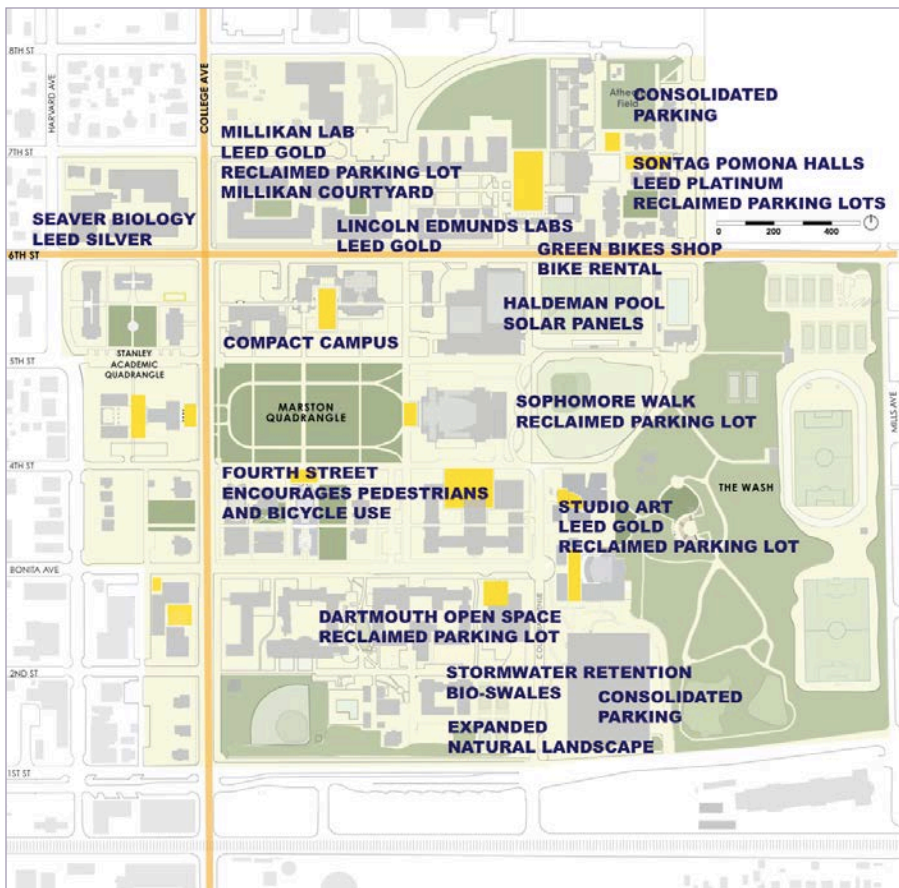 8TH ST
HARVARD AVE
COLLEGE AVE
CONSOLIDATED
PARKING
MILLIKAN LAB
LEED GOLD
RECLAIMED PARKING LOT
MILLIKAN COURTYARD
7TH ST
SONTAG POMONA HALLS
LEED PLATINUM
RECLAIMED PARKING LOTS
SEAVER BIOLOGY
LEED SILVER
LINCOLN EDMUNDS LABS
LEED GOLD
0 200 400
6TH ST
GREEN BIKES SHOP
BIKE RENTAL
HALDEMAN POOL
SOLAR PANELS
COMPACT CAMPUS
5TH ST
STANLEY
ACADEMIC
QUADRANGLE
MARSTON
QUADRANGLE
SOPHOMORE WALK
RECLAIMED PARKING LOT
MILLS AVE
4TH ST
FOURTH STREET
ENCOURAGES PEDESTRIANS
AND BICYCLE USE
THE WASH
STUDIO ART
LEED GOLD
RECLAIMED PARKING LOT
BONITA AVE
DARTMOUTH OPEN SPACE
RECLAIMED PARKING LOT
2ND ST
STORMWATER RETENTION
BIO-SWALES
CONSOLIDATED
PARKING
EXPANDED
NATURAL LANDSCAPE
1ST ST
Field